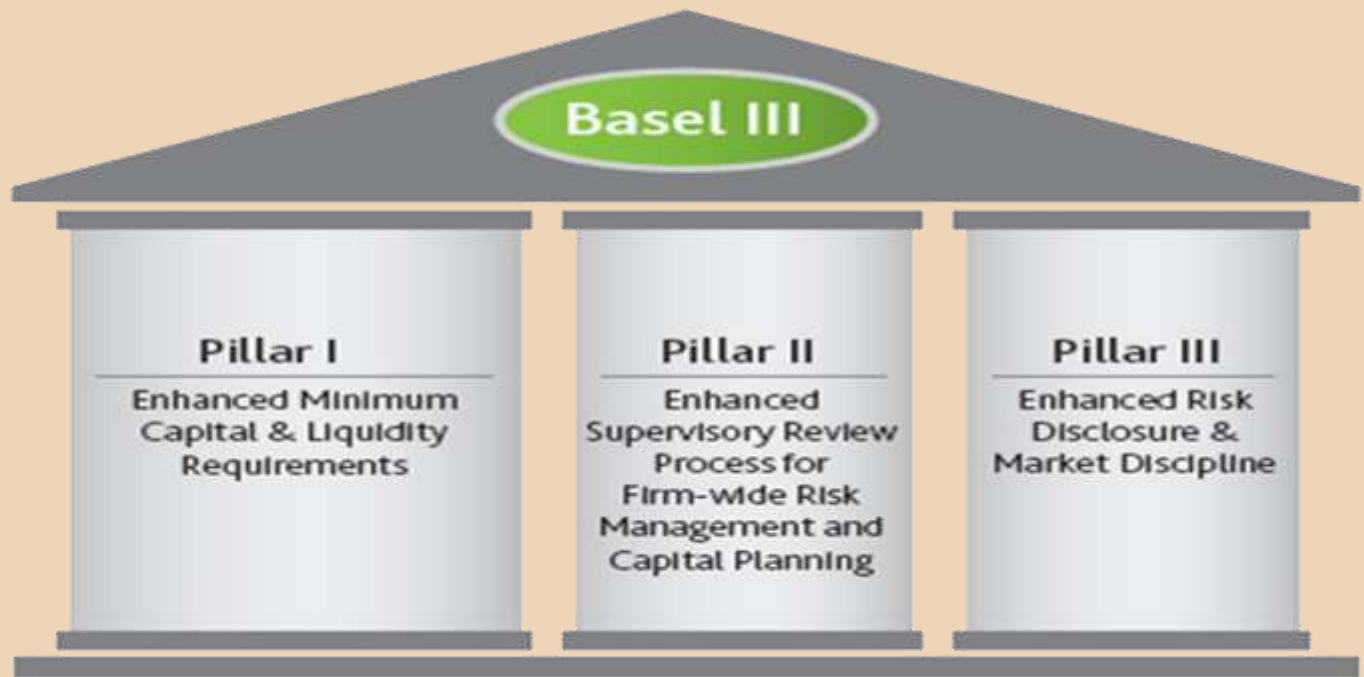 Basel III
Pillar I
Enhanced Minimum
Capital & Liquidity
Requirements
Pillar II
Enhanced
Supervisory Review
Process for
Firm-wide Risk
Management and
Capital Planning
Pillar III
Enhanced Risk
Disclosure &
Market Discipline